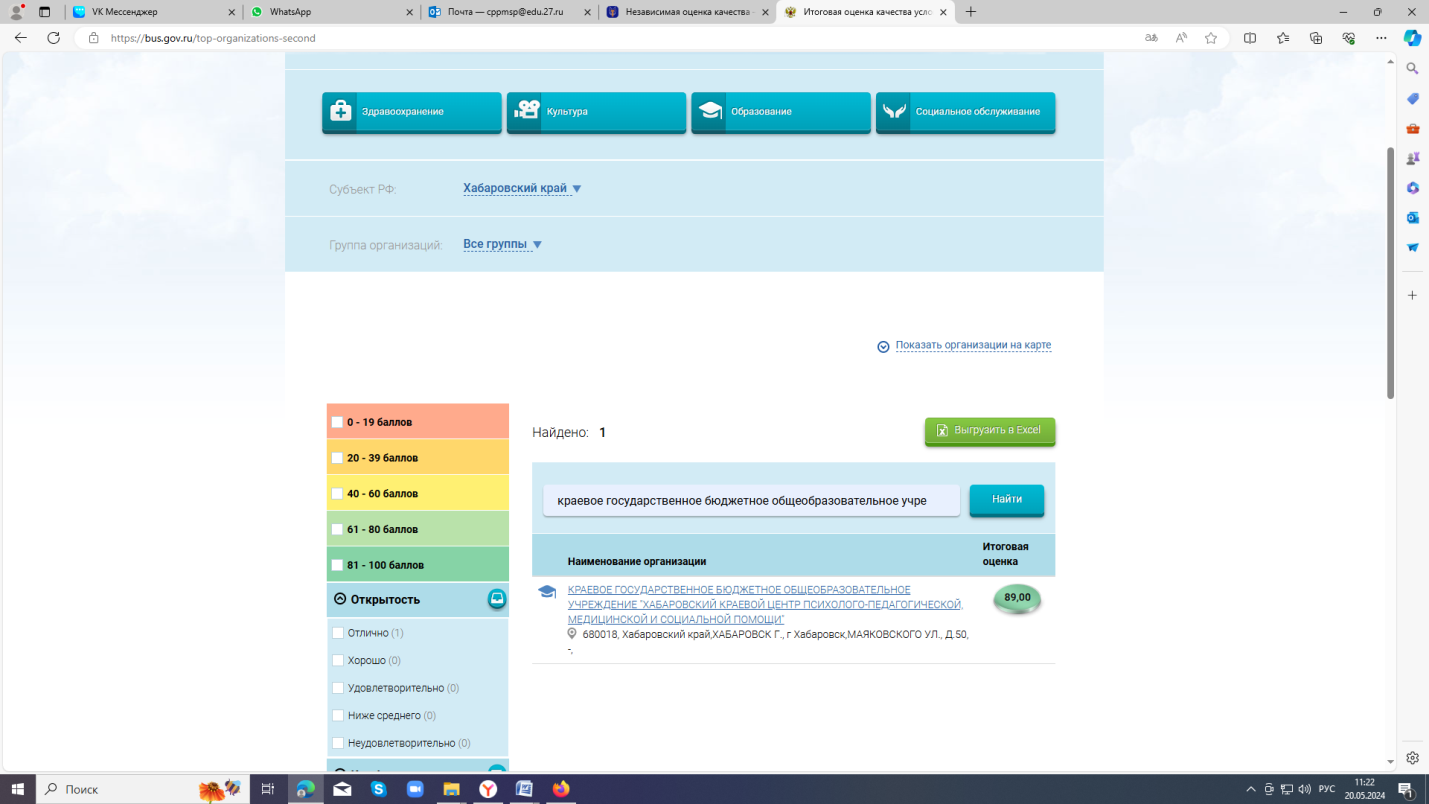 VK Мессенджер
WhatsApp
Почта — cppmsp@edu.27.ru
Независимая оценка качества -
Итоговая оценка качества усло
https://bus.gov.ru/top-organizations-second
Здравоохранение
Культура
Образование
Социальное обслуживание
Субъект РФ:
Хабаровский край
Группа организаций:
Все группы
Показать организации на карте
0 - 19 баллов
20 - 39 баллов
40 - 60 баллов
61 - 80 баллов
81 - 100 баллов
Открытость
Отлично (1)
Хорошо (0)
Удовлетворительно (0)
Ниже среднего (0)
Неудовлетворительно (0)
Найдено: 1
Выгрузить в Excel
краевое государственное бюджетное общеобразовательное учре
Найти
Наименование организации
Итоговая
оценка
КРАЕВОЕ ГОСУДАРСТВЕННОЕ БЮДЖЕТНОЕ ОБЩЕОБРАЗОВАТЕЛЬНОЕ
УЧРЕЖДЕНИЕ "ХАБАРОВСКИЙ КРАЕВОЙ ЦЕНТР ПСИХОЛОГО-ПЕДАГОГИЧЕСКОЙ,
МЕДИЦИНСКОЙ И СОЦИАЛЬНОЙ ПОМОЩИ"
89,00
680018, Хабаровский край,ХАБАРОВСК Г., г Хабаровск,МАЯКОВСКОГО УЛ., Д.50,
-,
Поиск
РУС
11:22
20.05.2024
1